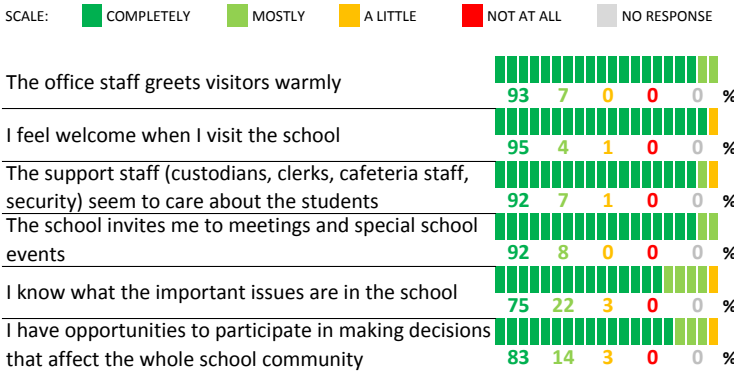 SCALE: COMPLETELY MOSTLY A LITTLE NOT AT ALL NO RESPONSE
The office staff greets visitors warmly
93 7 0 0 0 %
I feel welcome when I visit the school
95 4 1 0 0 %
The support staff (custodians, clerks, cafeteria staff,
security) seem to care about the students
92 7 1 0 0 %
The school invites me to meetings and special school
events
92 8 0 0 0 %
I know what the important issues are in the school
75 22 3 0 0 %
I have opportunities to participate in making decisions
that affect the whole school community
83 14 3 0 0 %